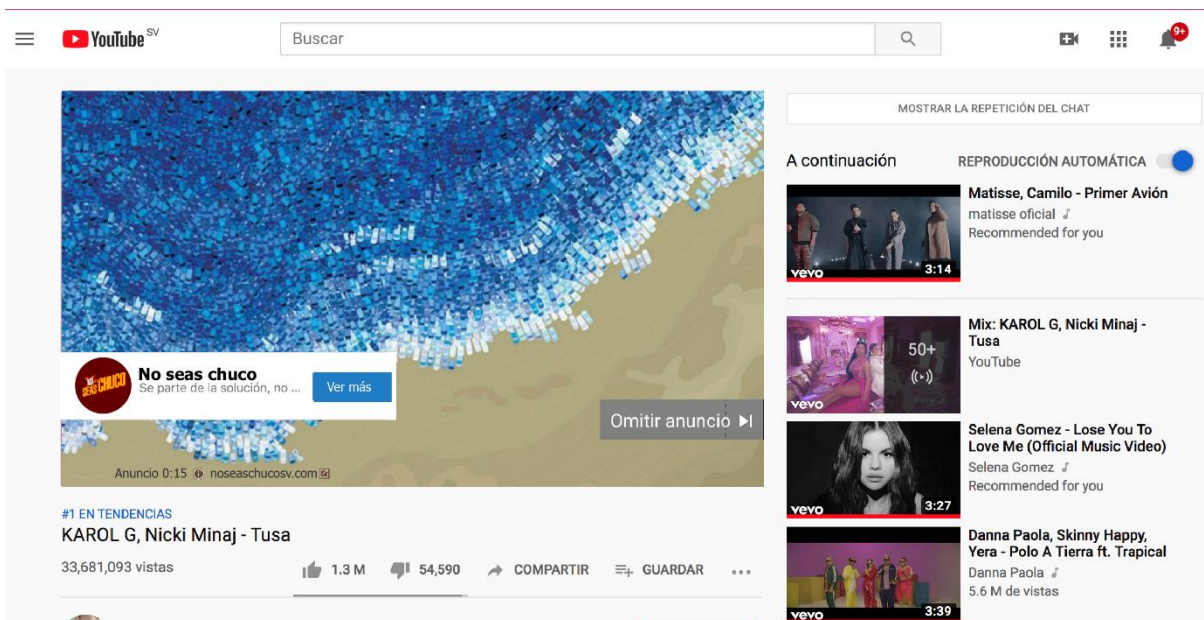 YouTube SV
Buscar
9+
MOSTRAR LA REPETICIÓN DEL CHAT
A continuación
REPRODUCCIÓN AUTOMÁTICA
Matisse, Camilo - Primer Avión
matisse oficial
Recommended for you
vevo
3:14
Mix: KAROL G, Nicki Minaj -
Tusa
YouTube
50+
vevo
Selena Gomez - Lose You To
Love Me (Official Music Video)
Selena Gomez
Recommended for you
vevo
3:27
Danna Paola, Skinny Happy,
Yera - Polo A Tierra ft. Trapical
Danna Paola
5.6 M de vistas
vevo
3:39
NO SEAS CHUCO
No seas chuco
Se parte de la solución, no ...
Ver más
Omitir anuncio
Anuncio 0:15
noseaschucosv.com
#1 EN TENDENCIAS
KAROL G, Nicki Minaj - Tusa
33,681,093 vistas
1.3 M
54,590
COMPARTIR
GUARDAR